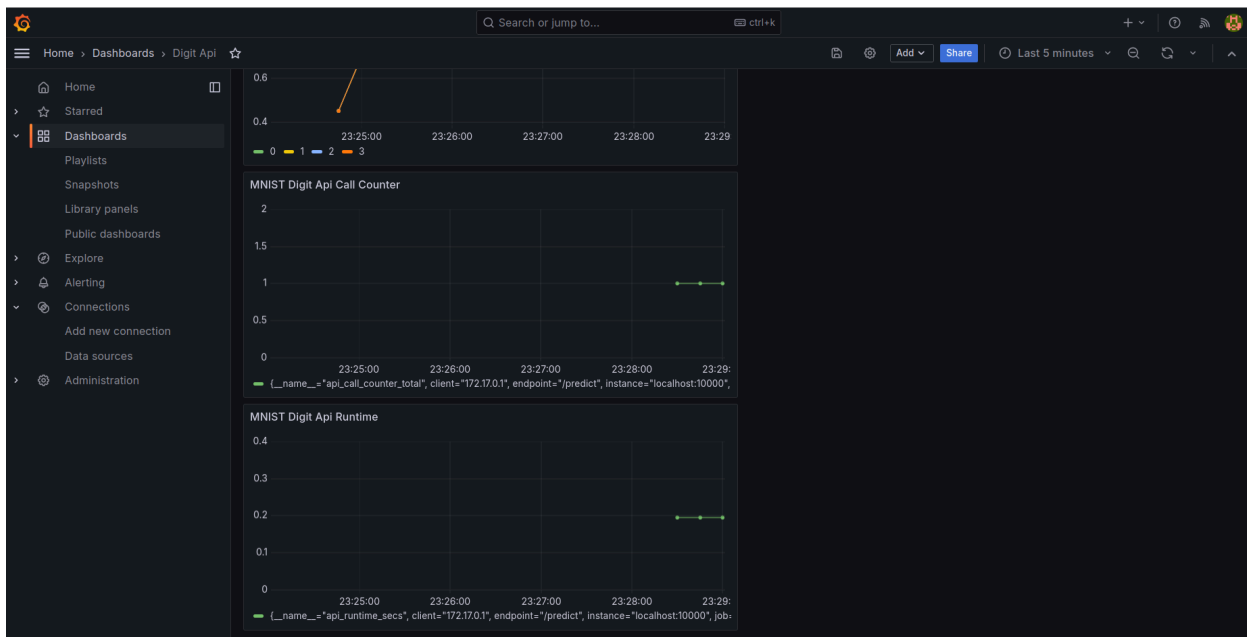 Search or jump to... ctrl+k
Home › Dashboards › Digit Api
Add Share Last 5 minutes
Home
Starred
Dashboards
Playlists
Snapshots
Library panels
Public dashboards
Explore
Alerting
Connections
Add new connection
Data sources
Administration
0.6
0.4
23:25:00 23:26:00 23:27:00 23:28:00 23:29
0 1 2 3
MNIST Digit Api Call Counter
2
1.5
1
0.5
0
23:25:00 23:26:00 23:27:00 23:28:00 23:29:
{__name__="api_call_counter_total", client="172.17.0.1", endpoint="/predict", instance="localhost:10000",
MNIST Digit Api Runtime
0.4
0.3
0.2
0.1
0
23:25:00 23:26:00 23:27:00 23:28:00 23:29:
{__name__="api_runtime_secs", client="172.17.0.1", endpoint="/predict", instance="localhost:10000", job=